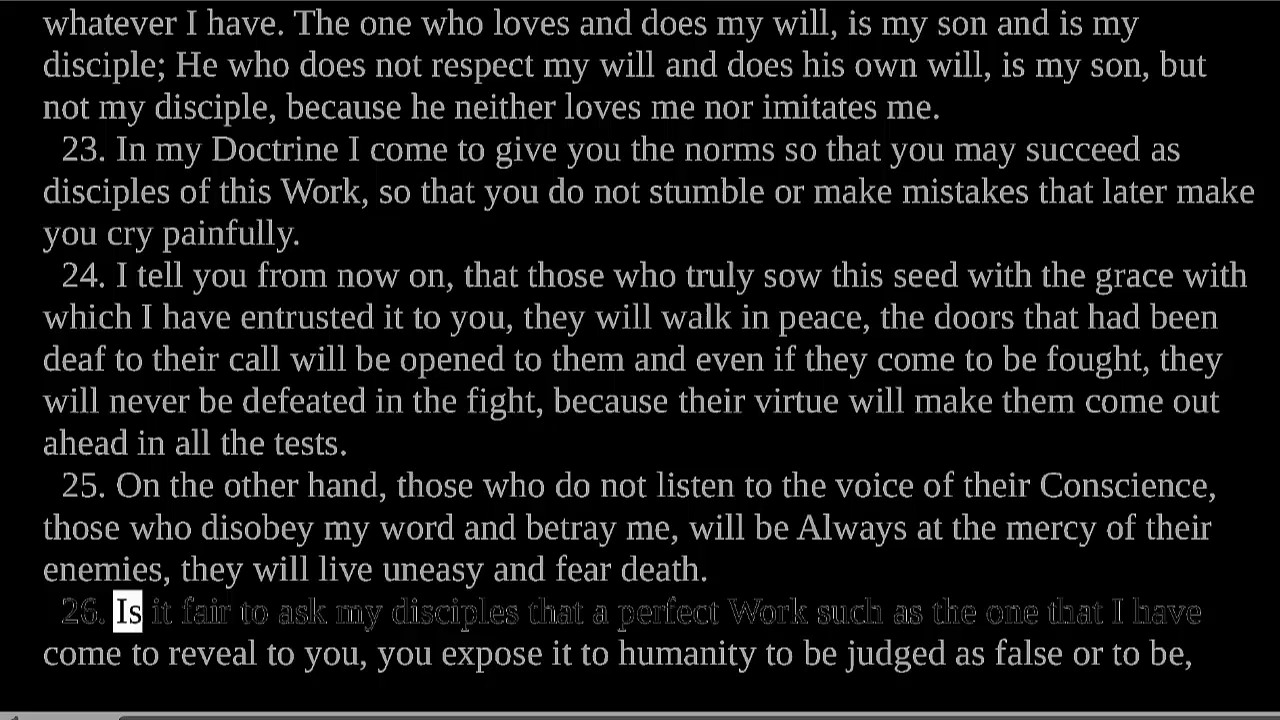 whatever I have. The one who loves and does my will, is my son and is my
disciple; He who does not respect my will and does his own will, is my son, but
not my disciple, because he neither loves me nor imitates me.
23. In my Doctrine I come to give you the norms so that you may succeed as
disciples of this Work, so that you do not stumble or make mistakes that later make
you cry painfully.
24. I tell you from now on, that those who truly sow this seed with the grace with
which I have entrusted it to you, they will walk in peace, the doors that had been
deaf to their call will be opened to them and even if they come to be fought, they
will never be defeated in the fight, because their virtue will make them come out
ahead in all the tests.
25. On the other hand, those who do not listen to the voice of their Conscience,
those who disobey my word and betray me, will be Always at the mercy of their
enemies, they will live uneasy and fear death.
26. Is it fair to ask my disciples that a perfect Work such as the one that I have
come to reveal to you, you expose it to humanity to be judged as false or to be,